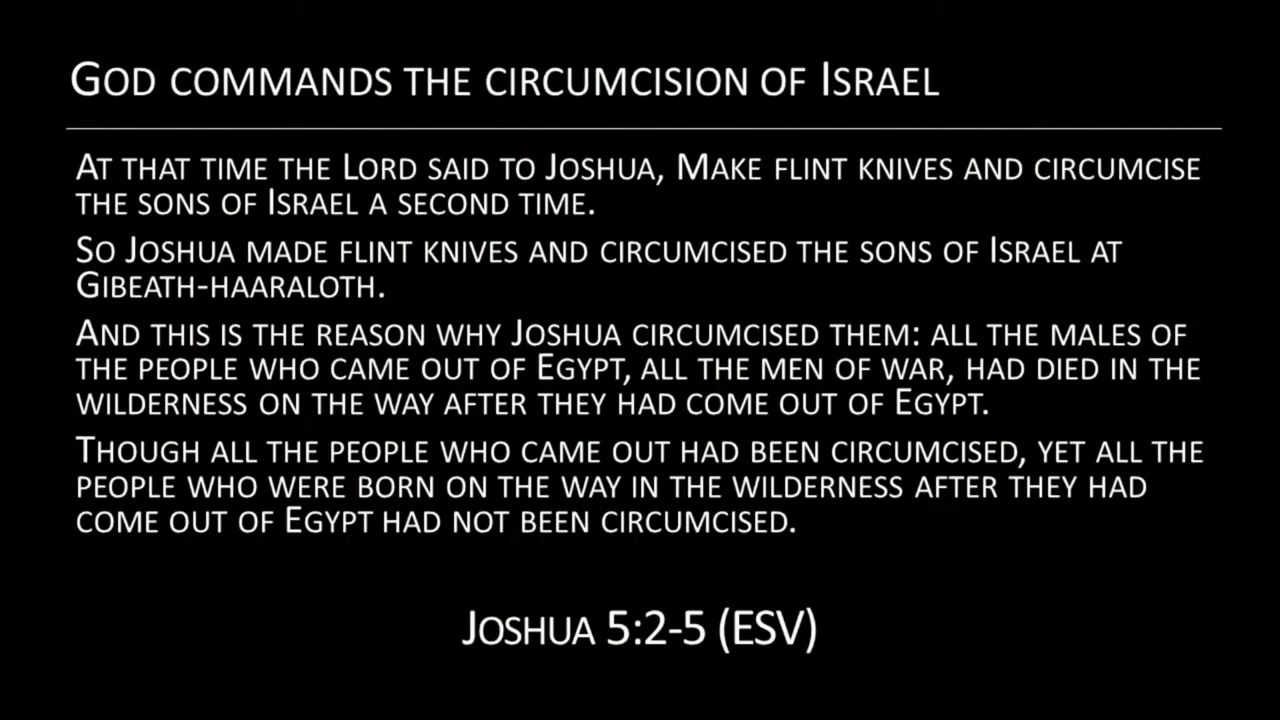 God commands the circumcision of Israel
At that time the Lord said to Joshua, Make flint knives and circumcise
the sons of Israel a second time.
So Joshua made flint knives and circumcised the sons of Israel at
Gibeath-haaraloth.
And this is the reason why Joshua circumcised them: all the males of
the people who came out of Egypt, all the men of war, had died in the
wilderness on the way after they had come out of Egypt.
Though all the people who came out had been circumcised, yet all the
people who were born on the way in the wilderness after they had
come out of Egypt had not been circumcised.
Joshua 5:2-5 (ESV)